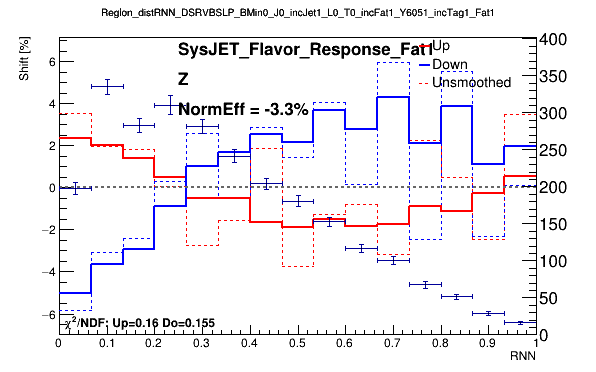 Region_distRNN_DSRVBSLP_BMin0_J0_incJet1_L0_T0_incFat1_Y6051_incTag1_Fat1
Shift [%]
SysJET_Flavor_Response_Fat1
Z
NormEff = -3.3%
Up
Down
Unsmoothed
6
4
2
0
−2
−4
−6
400
350
300
250
200
150
100
50
0
χ²/NDF: Up=0.16 Do=0.155
0 0.1 0.2 0.3 0.4 0.5 0.6 0.7 0.8 0.9
RNN